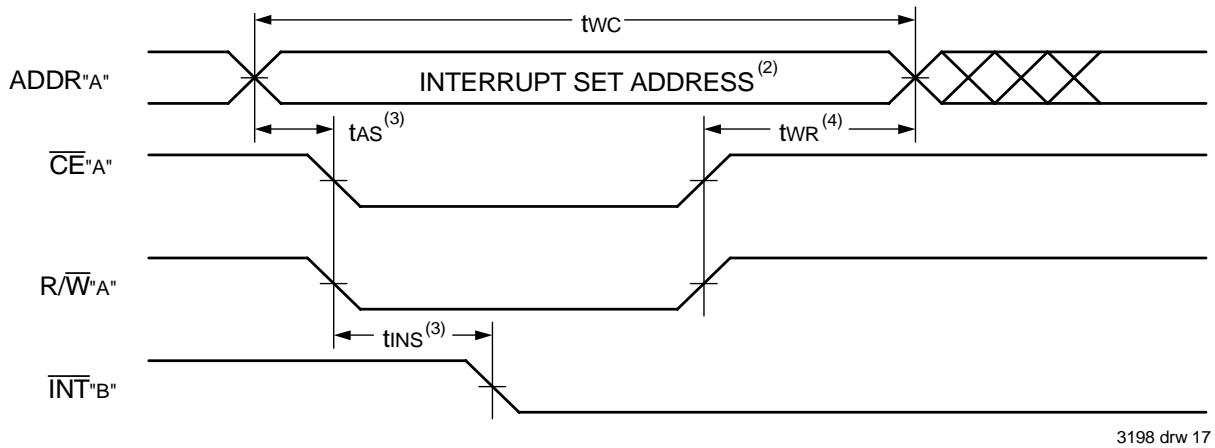 tWC
ADDR"A"
INTERRUPT SET ADDRESS(2)
tAS(3)
tWR(4)
CE"A"
R/W"A"
tINS(3)
INT"B"
3198 drw 17